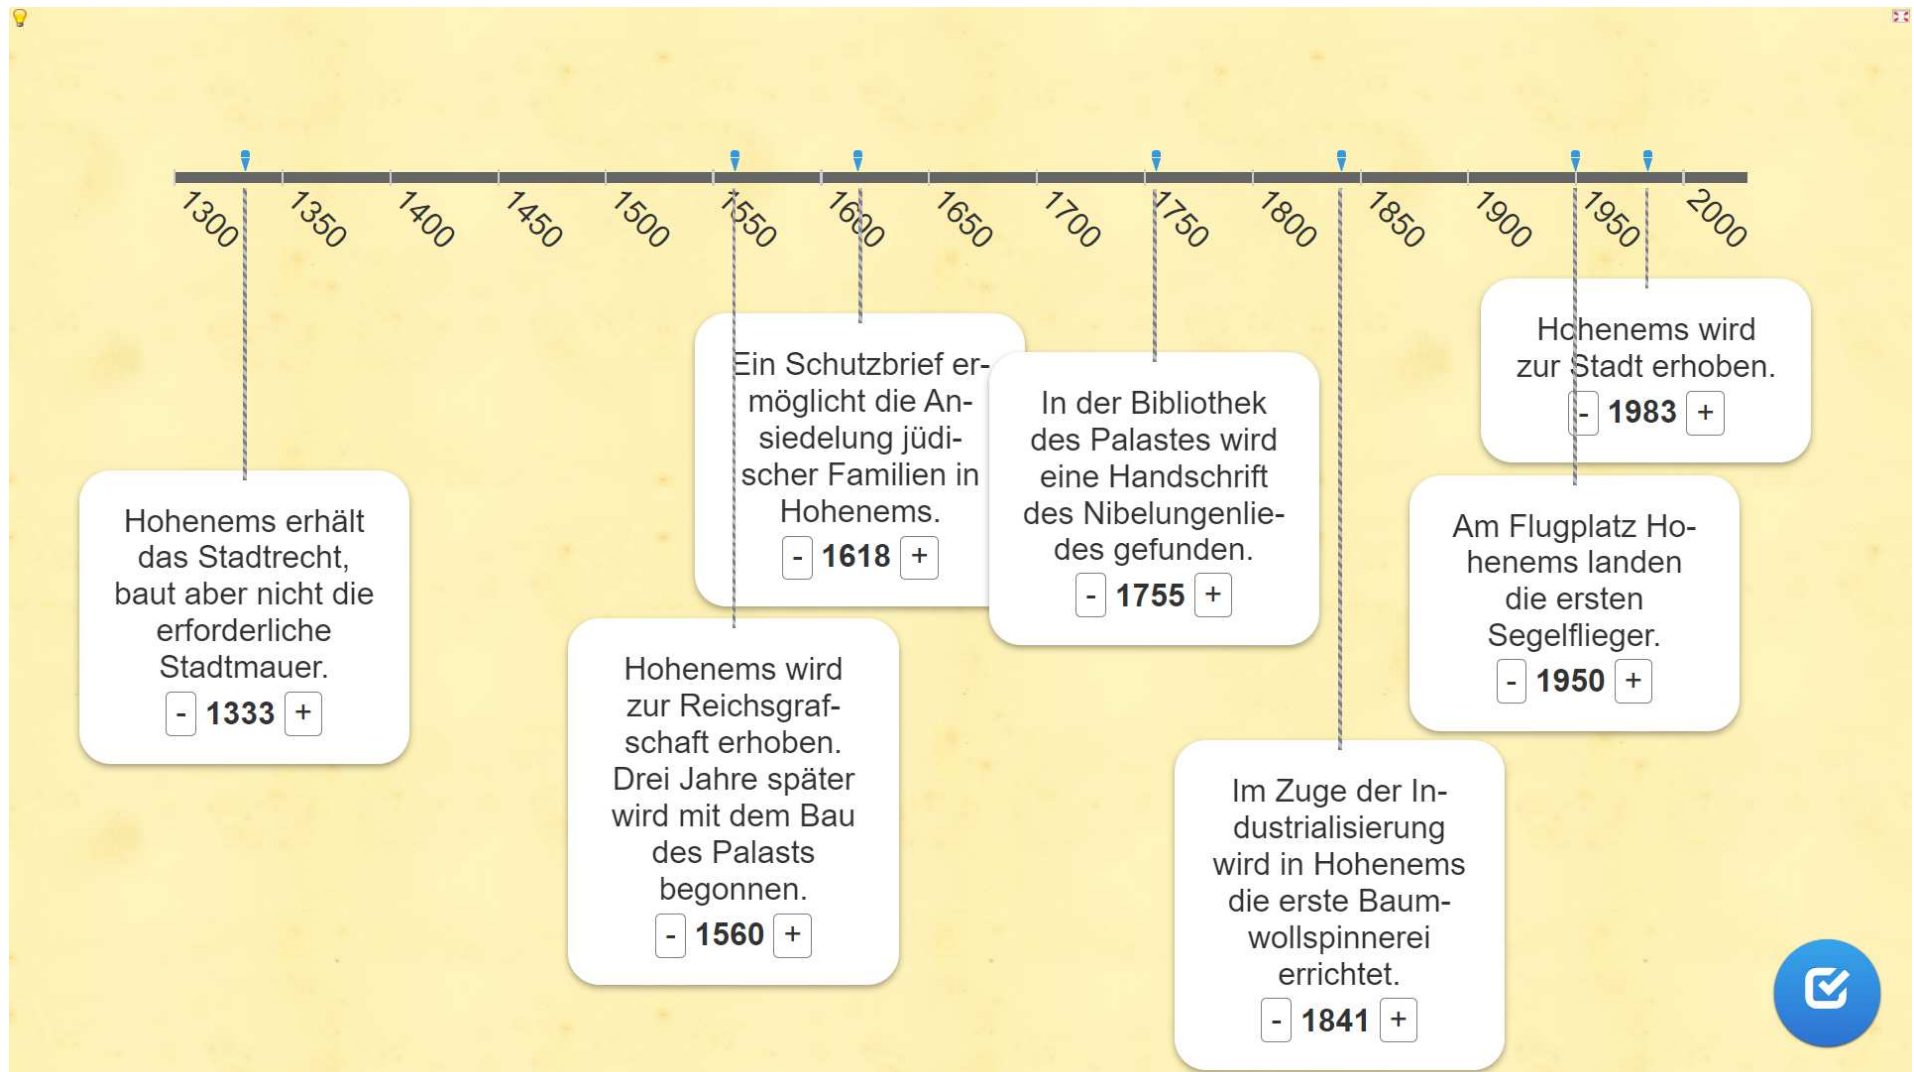 1300
1350
1400
1450
1500
1550
1600
1650
1700
1750
1800
1850
1900
1950
2000
Hohenems erhält
das Stadtrecht,
baut aber nicht die
erforderliche
Stadtmauer.
- 1333 +
Hohenems wird
zur Reichsgraf-
schaft erhoben.
Drei Jahre später
wird mit dem Bau
des Palasts
begonnen.
- 1560 +
Ein Schutzbrief er-
möglicht die An-
siedelung jüdi-
scher Familien in
Hohenems.
- 1618 +
In der Bibliothek
des Palastes wird
eine Handschrift
des Nibelungenlie-
des gefunden.
- 1755 +
Im Zuge der In-
dustrialisierung
wird in Hohenems
die erste Baum-
wollspinnerei
errichtet.
- 1841 +
Am Flugplatz Ho-
henems landen
die ersten
Segelflieger.
- 1950 +
Hohenems wird
zur Stadt erhoben.
- 1983 +